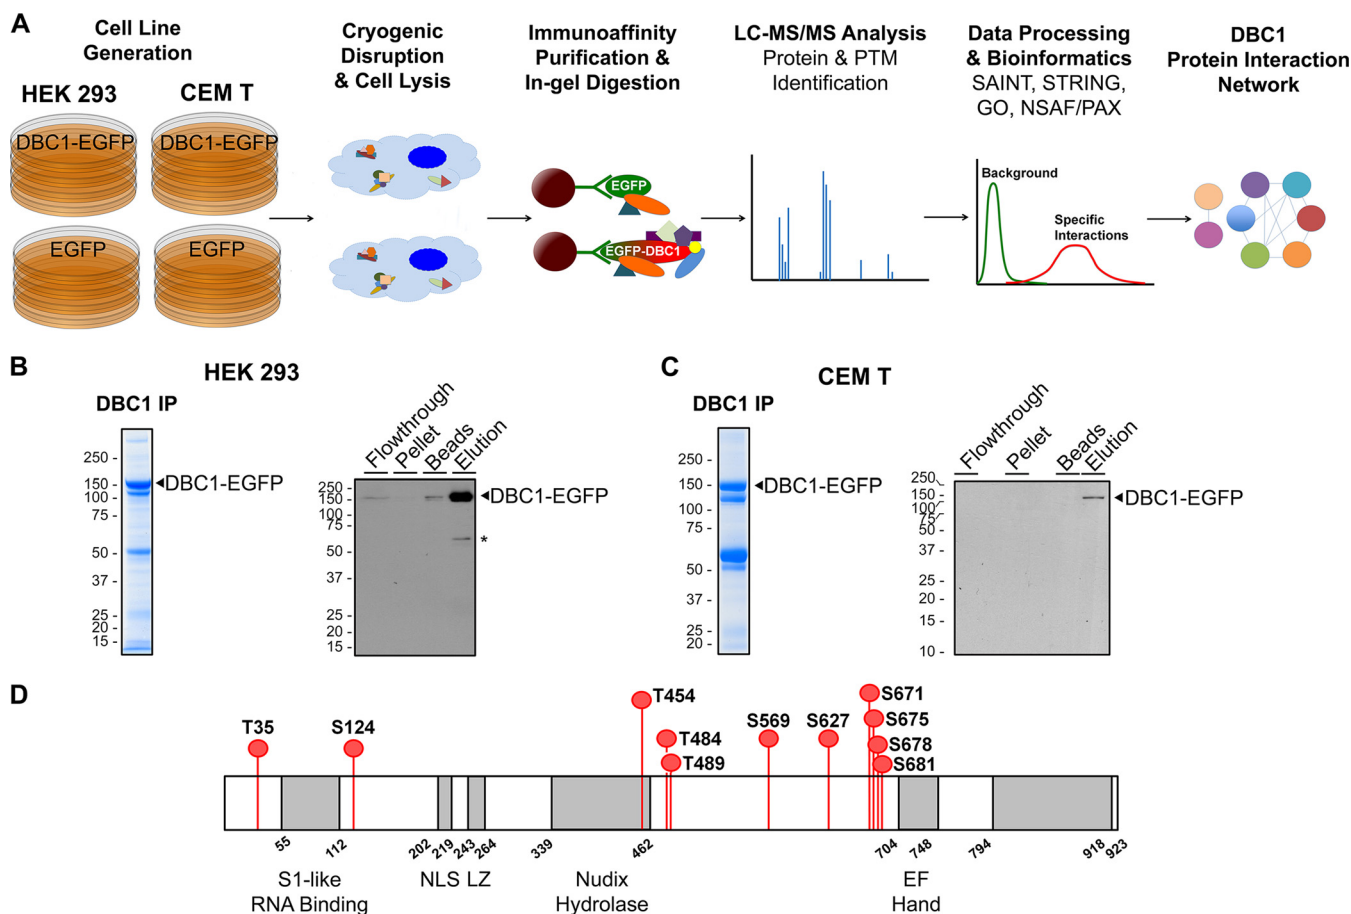 A
Cell Line
Generation
HEK 293
CEM T
DBC1-EGFP
DBC1-EGFP
EGFP
EGFP
Cryogenic
Disruption
& Cell Lysis
Immunoaffinity
Purification &
In-gel Digestion
EGFP
EGFP-DBC1
LC-MS/MS Analysis
Protein & PTM
Identification
Data Processing
& Bioinformatics
SAINT, STRING,
GO, NSAF/PAX
Background
Specific
Interactions
DBC1
Protein Interaction
Network
B
HEK 293
DBC1 IP
250 -
150 -
100 -
75 -
50 -
37 -
25 -
20 -
15 -
DBC1-EGFP
Flowthrough
Pellet
Beads
Elution
250 -
150 -
100 -
75 -
50 -
37 -
25 -
20 -
15 -
DBC1-EGFP
*
C
CEM T
DBC1 IP
250 -
150 -
100 -
75 -
50 -
37 -
25 -
20 -
DBC1-EGFP
Flowthrough
Pellet
Beads
Elution
250
150 -
100
75
50 -
37 -
25 -
20 -
15 -
10 -
DBC1-EGFP
D
T35
S124
T454
T484
T489
S569
S627
S671
S675
S678
S681
55
112
202
219
243
264
339
462
704
748
794
918
923
S1-like
RNA Binding
NLS
LZ
Nudix
Hydrolase
EF
Hand